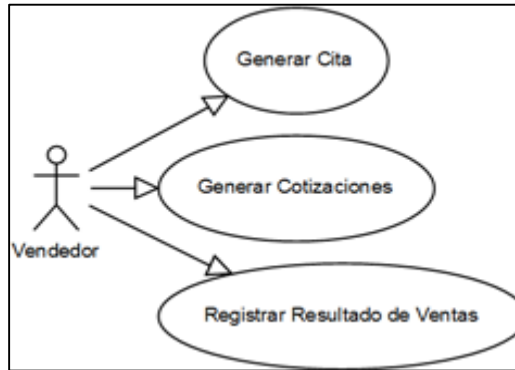 Generar Cita
Generar Cotizaciones
Vendedor
Registrar Resultado de Ventas